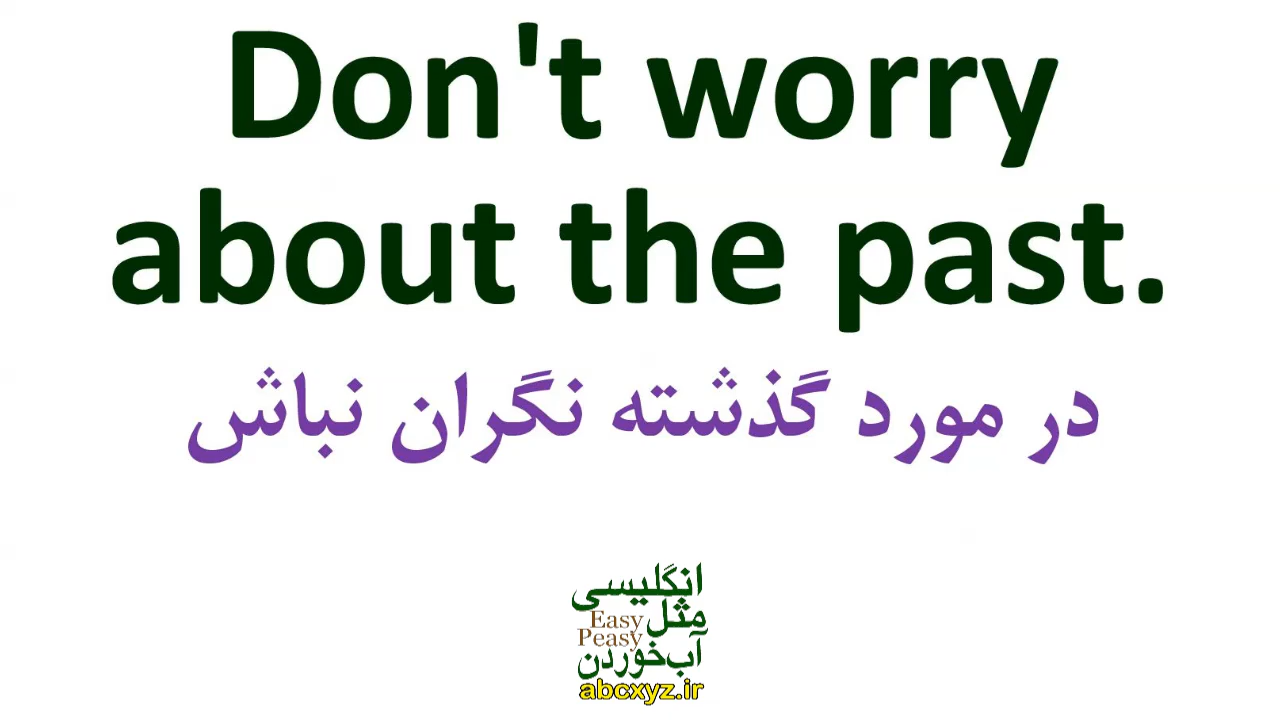 Don't worry
about the past.
در مورد گذشته نگران نباش
انگلیسی
مثل
Easy
Peasy
آب‌خوردن
abcxyz.ir